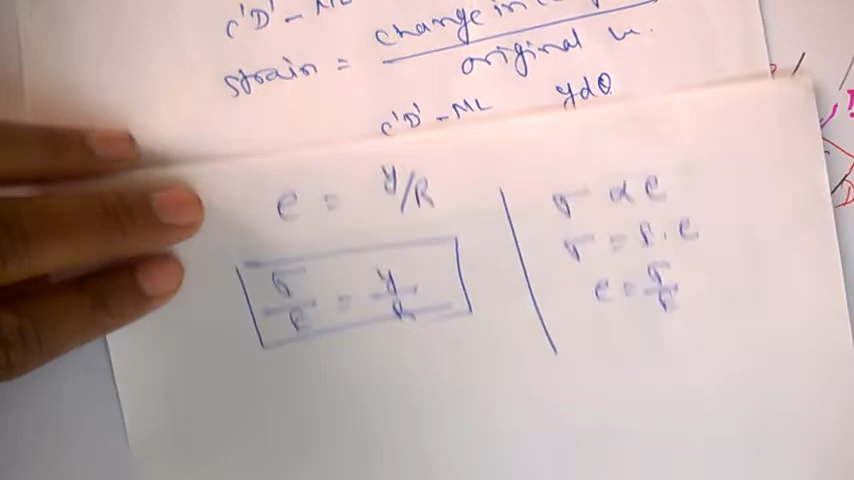 c'D' - ML
strain = change in
original
c'D' - ML ydθ
e = y/R
σ/E = y/R
σ ∝ e
σ = E . e
e = σ/E